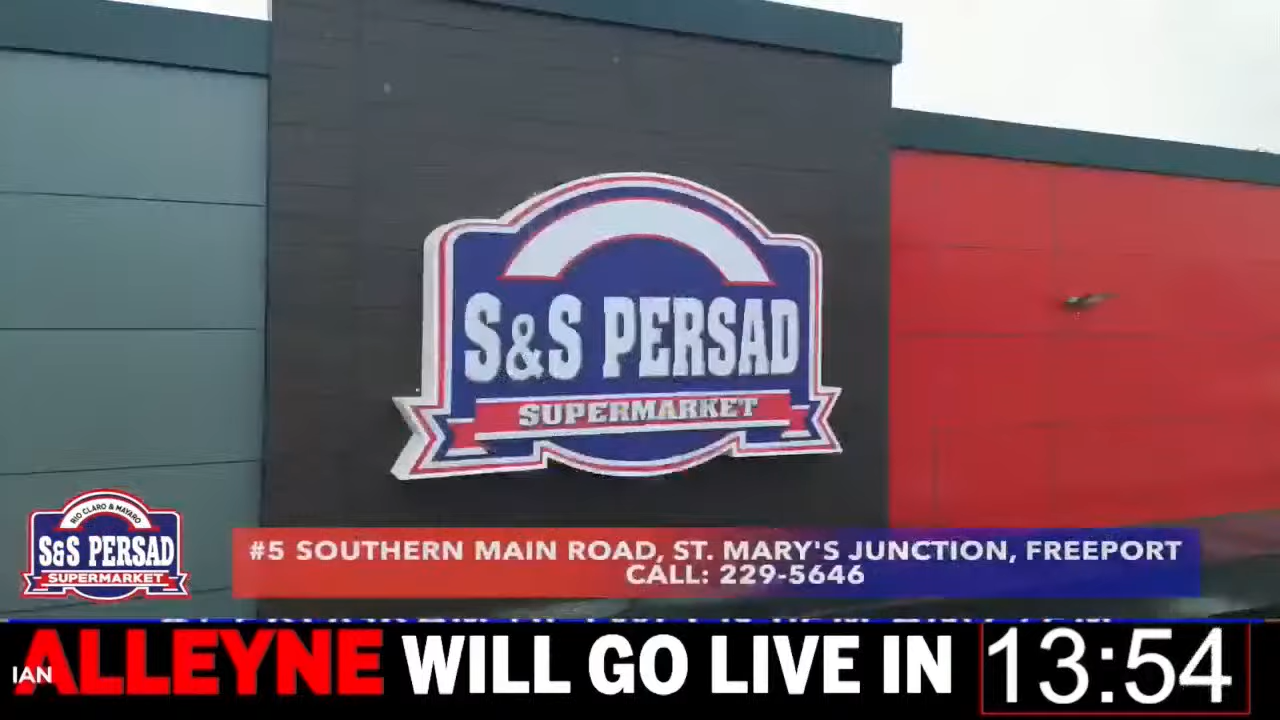 S&S PERSAD
SUPERMARKET
RIO CLARO & MAYARO
S&S PERSAD
SUPERMARKET
#5 SOUTHERN MAIN ROAD, ST. MARY'S JUNCTION, FREEPORT
CALL: 229-5646
IAN ALLEYNE WILL GO LIVE IN 13:54